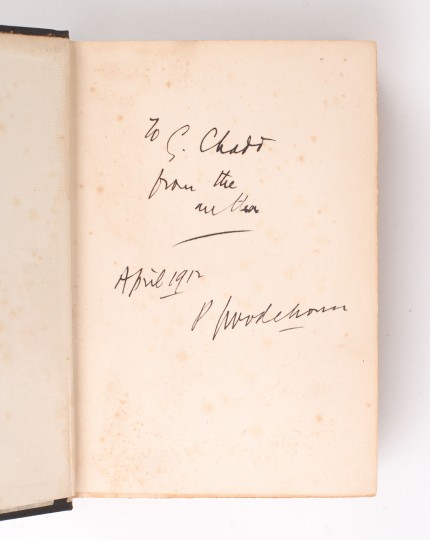 To G. Chadd
from the
author
April 1912
P Wodehouse